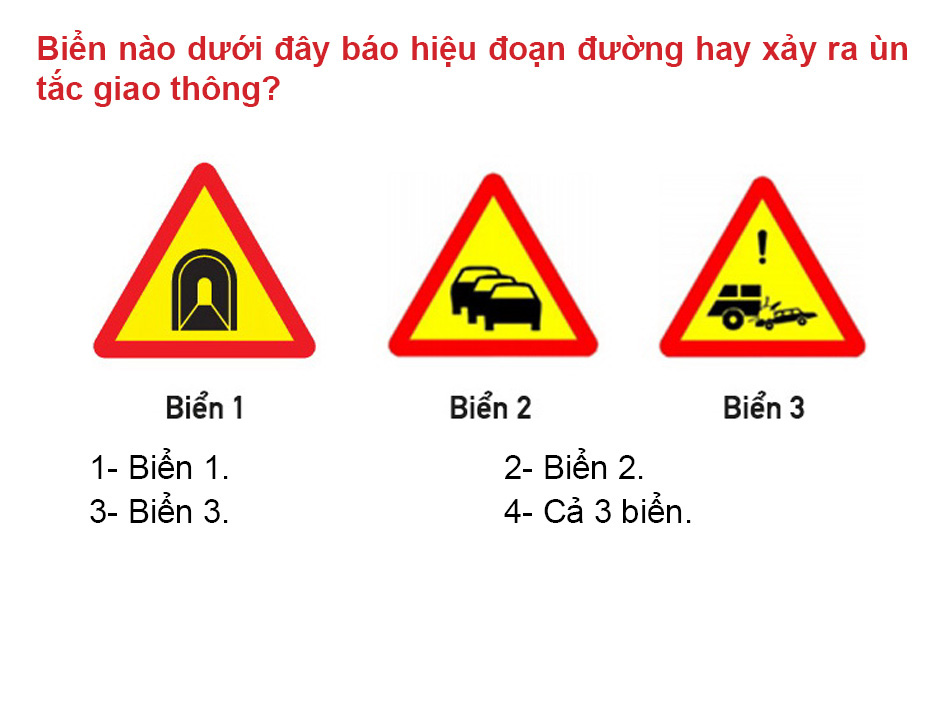 Biển nào dưới đây báo hiệu đoạn đường hay xảy ra ùn
tắc giao thông?
!
Biển 1 Biển 2 Biển 3
1- Biển 1. 2- Biển 2.
3- Biển 3. 4- Cả 3 biển.